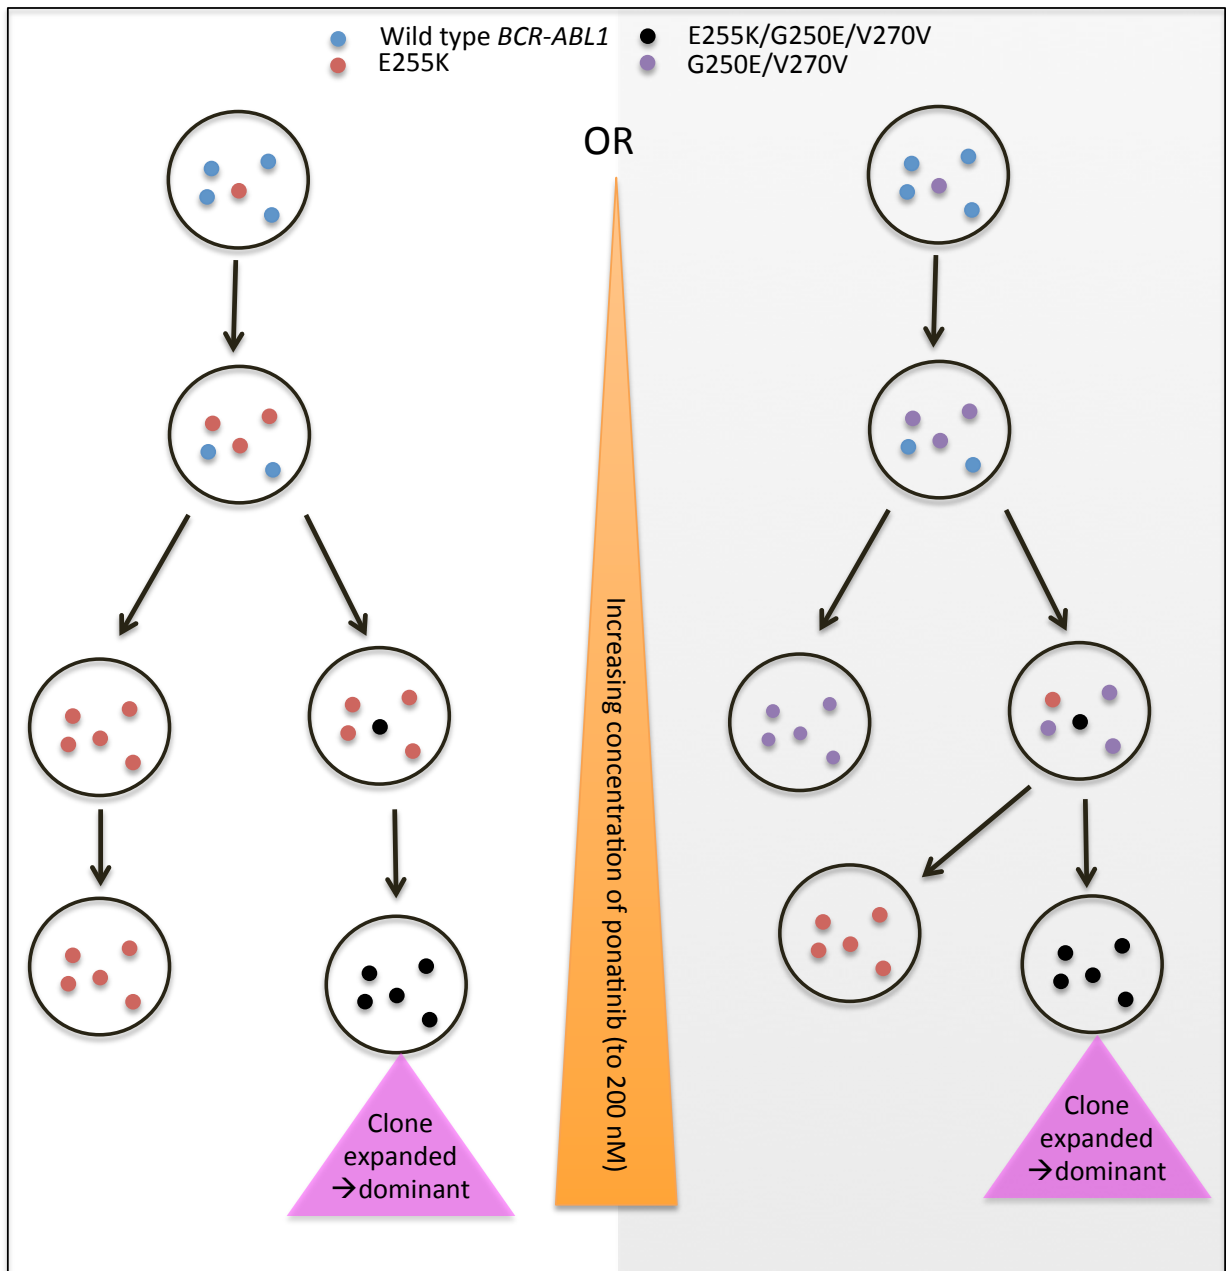 Wild type BCR-ABL1
E255K
E255K/G250E/V270V
G250E/V270V
OR
Increasing concentration of ponatinib (to 200 nM)
Clone
expanded
→dominant
Clone
expanded
→dominant